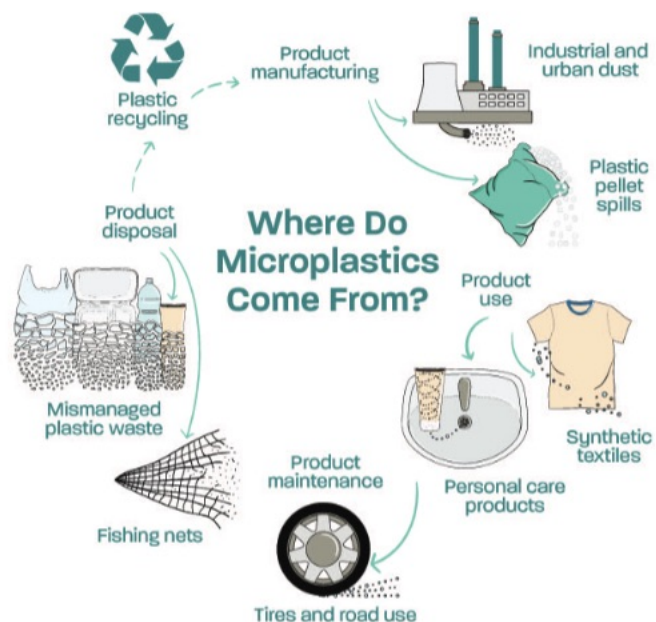 Plastic
recycling
Product
manufacturing
Industrial and
urban dust
Plastic
pellet
spills
Product
disposal
Where Do
Microplastics
Come From?
Product
use
Mismanaged
plastic waste
Synthetic
textiles
Personal care
products
Product
maintenance
Fishing nets
Tires and road use